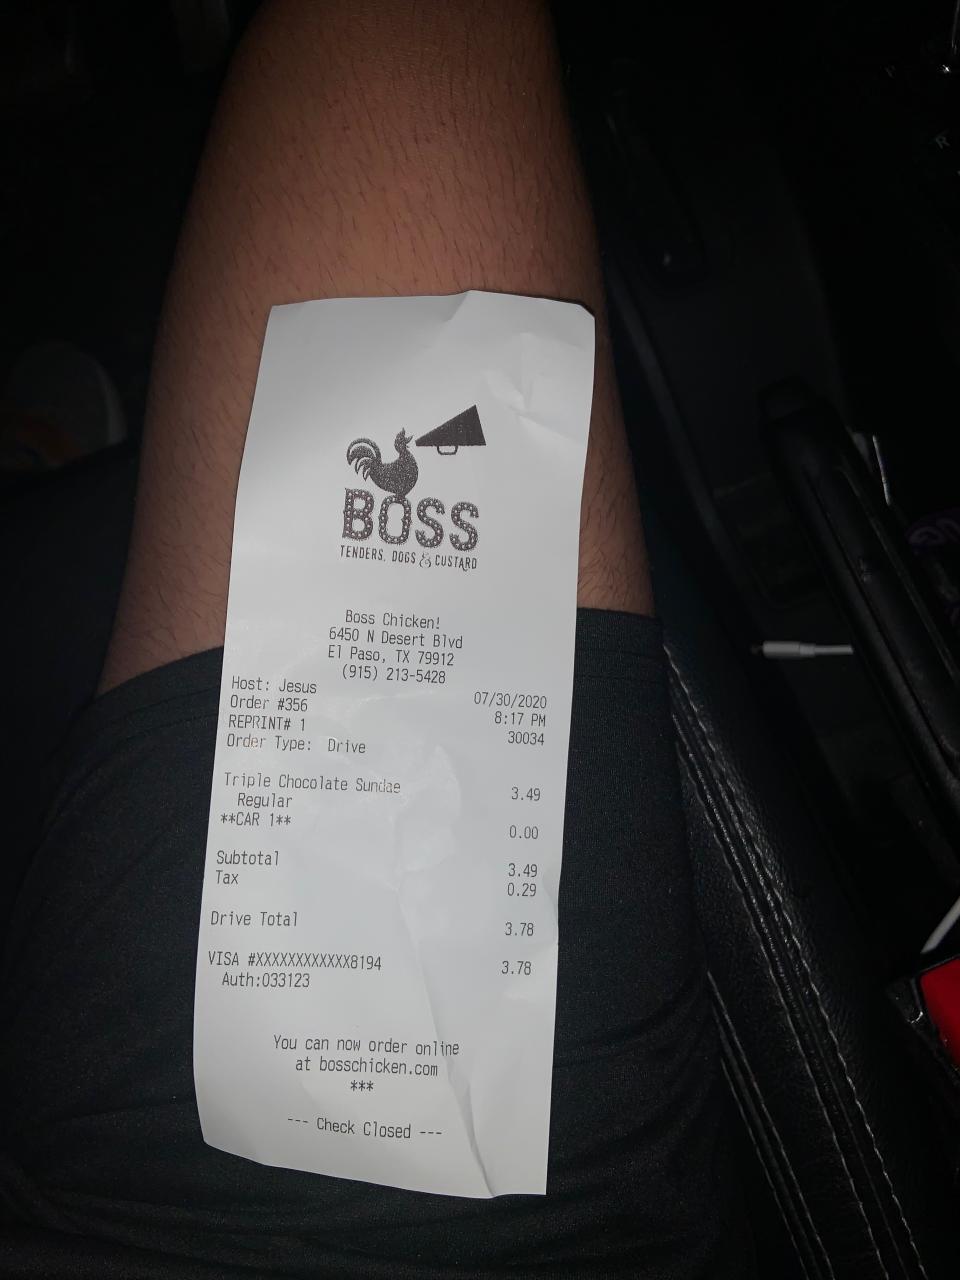 BOSS
TENDERS, DOGS & CUSTARD
Boss Chicken!
6450 N Desert Blvd
El Paso, TX 79912
(915) 213-5428
Host: Jesus 07/30/2020
Order #356 8:17 PM
REPRINT# 1 30034
Order Type: Drive
Triple Chocolate Sundae 3.49
Regular
**CAR 1** 0.00
Subtotal 3.49
Tax 0.29
Drive Total 3.78
VISA #XXXXXXXXXXXX8194 3.78
Auth:033123
You can now order online
at bosschicken.com
***
--- Check Closed ---
R